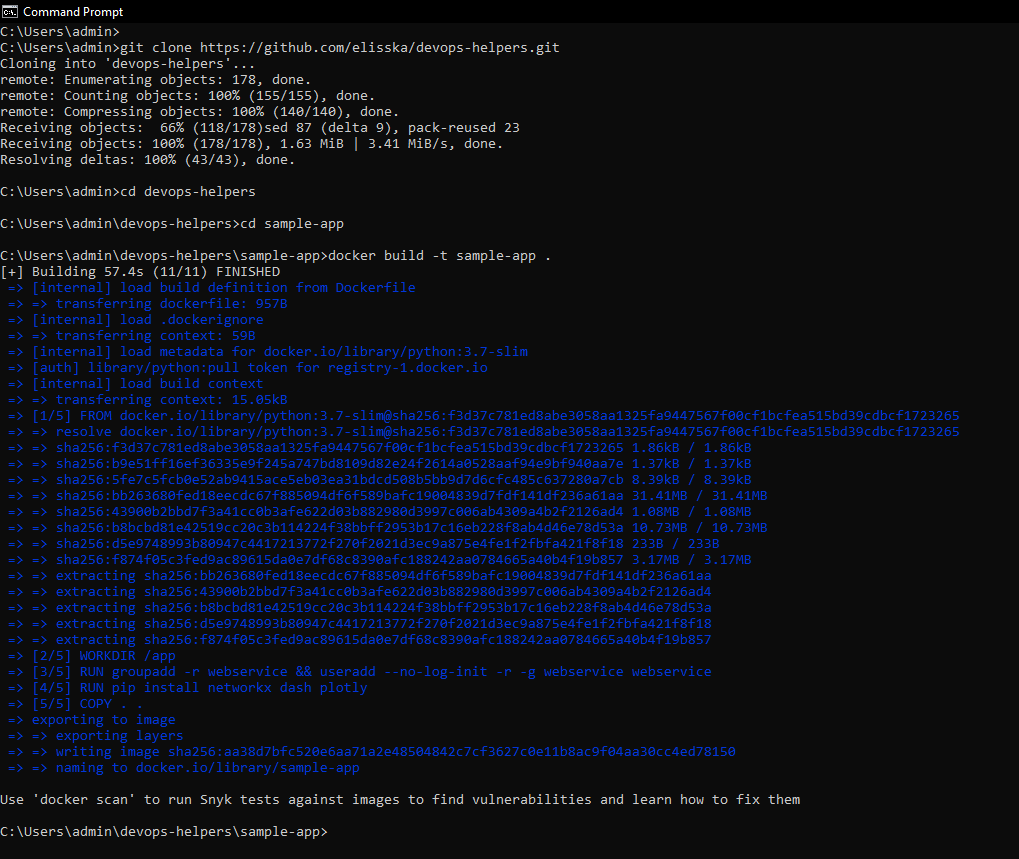 Command Prompt
C:\Users\admin>
C:\Users\admin>git clone https://github.com/elisska/devops-helpers.git
Cloning into 'devops-helpers'...
remote: Enumerating objects: 178, done.
remote: Counting objects: 100% (155/155), done.
remote: Compressing objects: 100% (140/140), done.
Receiving objects:  66% (118/178)sed 87 (delta 9), pack-reused 23
Receiving objects: 100% (178/178), 1.63 MiB | 3.41 MiB/s, done.
Resolving deltas: 100% (43/43), done.
C:\Users\admin>cd devops-helpers
C:\Users\admin\devops-helpers>cd sample-app
C:\Users\admin\devops-helpers\sample-app>docker build -t sample-app .
[+] Building 57.4s (11/11) FINISHED
=> [internal] load build definition from Dockerfile
=> => transferring dockerfile: 957B
=> [internal] load .dockerignore
=> => transferring context: 59B
=> [internal] load metadata for docker.io/library/python:3.7-slim
=> [auth] library/python:pull token for registry-1.docker.io
=> [internal] load build context
=> => transferring context: 15.05kB
=> [1/5] FROM docker.io/library/python:3.7-slim@sha256:f3d37c781ed8abe3058aa1325fa9447567f00cf1bcfea515bd39cdbcf1723265
=> => resolve docker.io/library/python:3.7-slim@sha256:f3d37c781ed8abe3058aa1325fa9447567f00cf1bcfea515bd39cdbcf1723265
=> => sha256:f3d37c781ed8abe3058aa1325fa9447567f00cf1bcfea515bd39cdbcf1723265 1.86kB / 1.86kB
=> => sha256:b9e51ff16ef36335e9f245a747bd8109d82e24f2614a0528aaf94e9bf940aa7e 1.37kB / 1.37kB
=> => sha256:5fe7c5fcb0e52ab9415ace5eb03ea31bdcd508b5bb9d7d6cfc485c637280a7cb 8.39kB / 8.39kB
=> => sha256:bb263680fed18eecdc67f885094df6f589bafc19004839d7fdf141df236a61aa 31.41MB / 31.41MB
=> => sha256:43900b2bbd7f3a41cc0b3afe622d03b882980d3997c006ab4309a4b2f2126ad4 1.08MB / 1.08MB
=> => sha256:b8bcbd81e42519cc20c3b114224f38bbff2953b17c16eb228f8ab4d46e78d53a 10.73MB / 10.73MB
=> => sha256:d5e9748993b80947c4417213772f270f2021d3ec9a875e4fe1f2fbfa421f8f18 233B / 233B
=> => sha256:f874f05c3fed9ac89615da0e7df68c8390afc188242aa0784665a40b4f19b857 3.17MB / 3.17MB
=> => extracting sha256:bb263680fed18eecdc67f885094df6f589bafc19004839d7fdf141df236a61aa
=> => extracting sha256:43900b2bbd7f3a41cc0b3afe622d03b882980d3997c006ab4309a4b2f2126ad4
=> => extracting sha256:b8bcbd81e42519cc20c3b114224f38bbff2953b17c16eb228f8ab4d46e78d53a
=> => extracting sha256:d5e9748993b80947c4417213772f270f2021d3ec9a875e4fe1f2fbfa421f8f18
=> => extracting sha256:f874f05c3fed9ac89615da0e7df68c8390afc188242aa0784665a40b4f19b857
=> [2/5] WORKDIR /app
=> [3/5] RUN groupadd -r webservice && useradd --no-log-init -r -g webservice webservice
=> [4/5] RUN pip install networkx dash plotly
=> [5/5] COPY . .
=> exporting to image
=> => exporting layers
=> => writing image sha256:aa38d7bfc520e6aa71a2e48504842c7cf3627c0e11b8ac9f04aa30cc4ed78150
=> => naming to docker.io/library/sample-app
Use 'docker scan' to run Snyk tests against images to find vulnerabilities and learn how to fix them
C:\Users\admin\devops-helpers\sample-app>